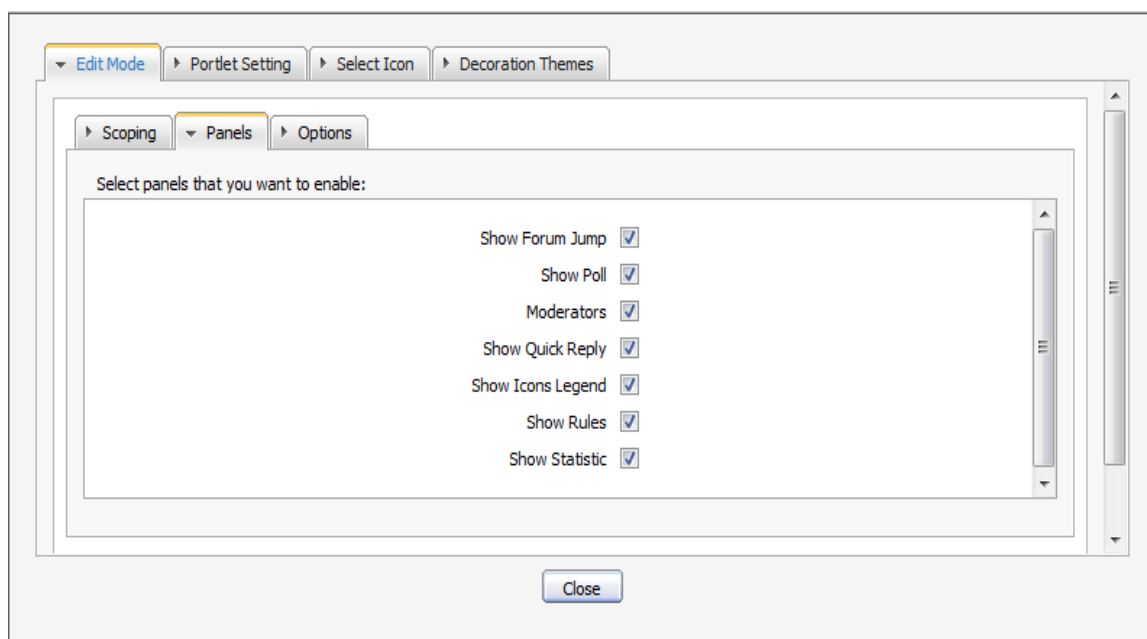 Edit Mode Portlet Setting Select Icon Decoration Themes
Scoping Panels Options
Select panels that you want to enable:
Show Forum Jump
Show Poll
Moderators
Show Quick Reply
Show Icons Legend
Show Rules
Show Statistic
Close